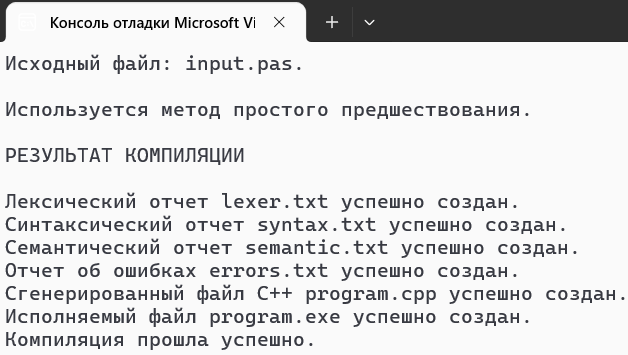 Консоль отладки Microsoft Vi
Исходный файл: input.pas.
Используется метод простого предшествования.
РЕЗУЛЬТАТ КОМПИЛЯЦИИ
Лексический отчет lexer.txt успешно создан.
Синтаксический отчет syntax.txt успешно создан.
Семантический отчет semantic.txt успешно создан.
Отчет об ошибках errors.txt успешно создан.
Сгенерированный файл C++ program.cpp успешно создан.
Исполняемый файл program.exe успешно создан.
Компиляция прошла успешно.